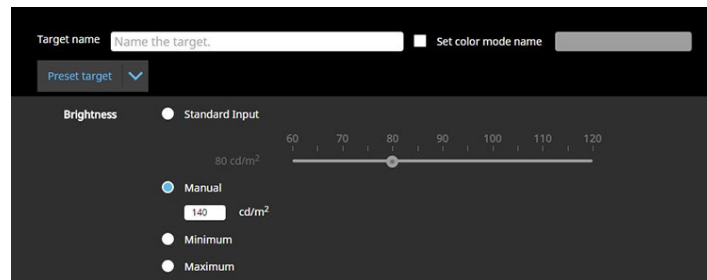 Target name Name the target. Set color mode name
Preset target
Brightness Standard Input
60 70 80 90 100 110 120
80 cd/m²
Manual
140 cd/m²
Minimum
Maximum